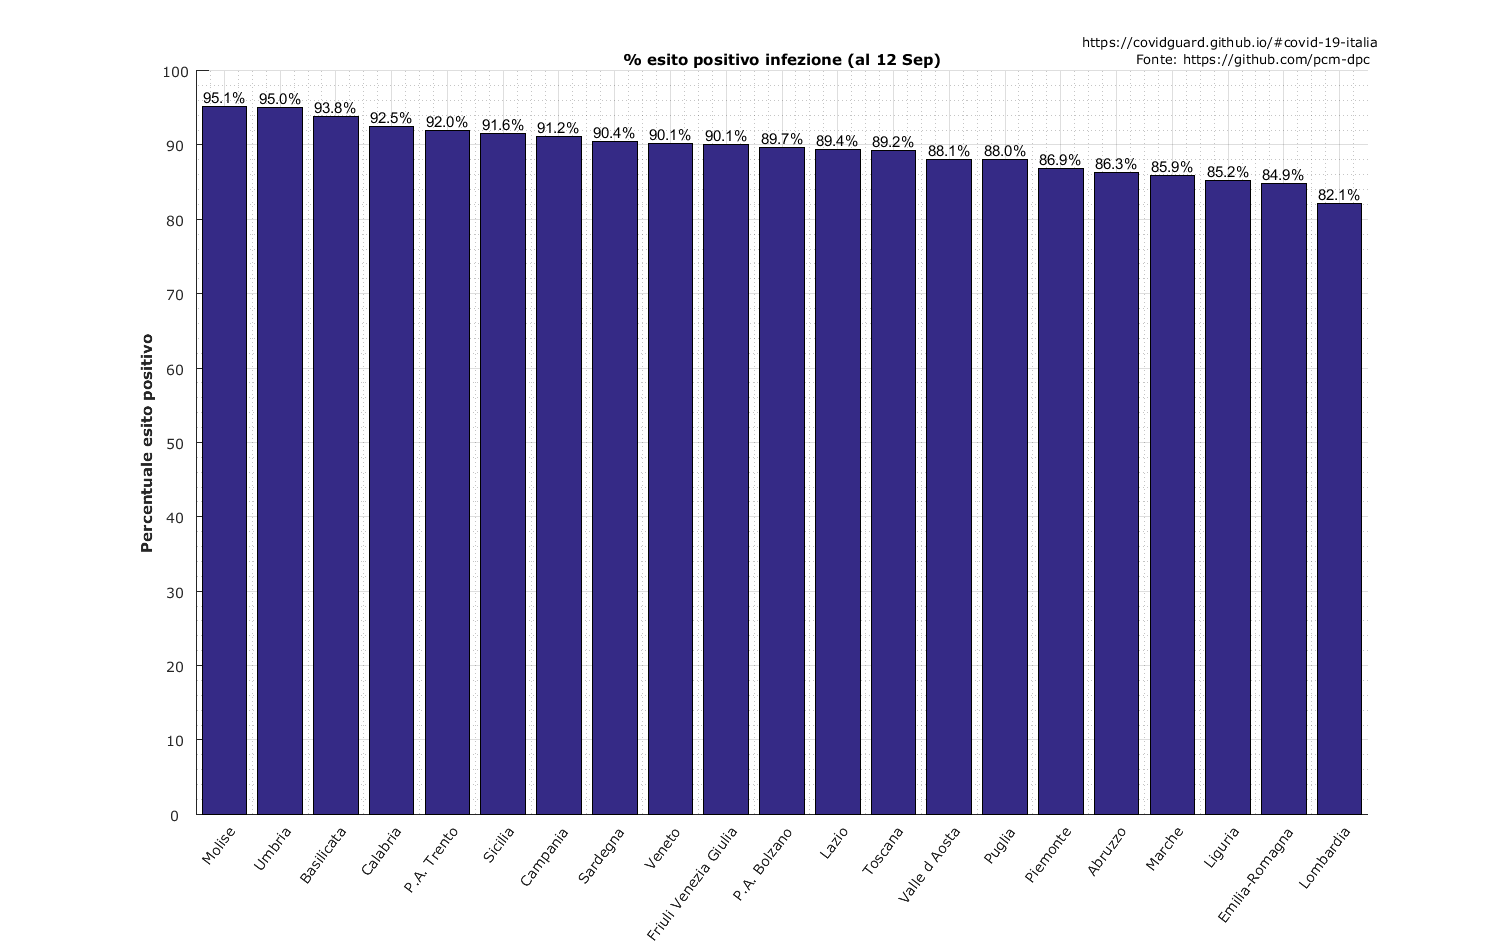 https://covidguard.github.io/#covid-19-italia
Fonte: https://github.com/pcm-dpc
% esito positivo infezione (al 12 Sep)
Percentuale esito positivo
100
90
80
70
60
50
40
30
20
10
0
95.1%
95.0%
93.8%
92.5%
92.0%
91.6%
91.2%
90.4%
90.1%
90.1%
89.7%
89.4%
89.2%
88.1%
88.0%
86.9%
86.3%
85.9%
85.2%
84.9%
82.1%
Molise
Umbria
Basilicata
Calabria
P.A. Trento
Sicilia
Campania
Sardegna
Veneto
Friuli Venezia Giulia
P.A. Bolzano
Lazio
Toscana
Valle d Aosta
Puglia
Piemonte
Abruzzo
Marche
Liguria
Emilia-Romagna
Lombardia